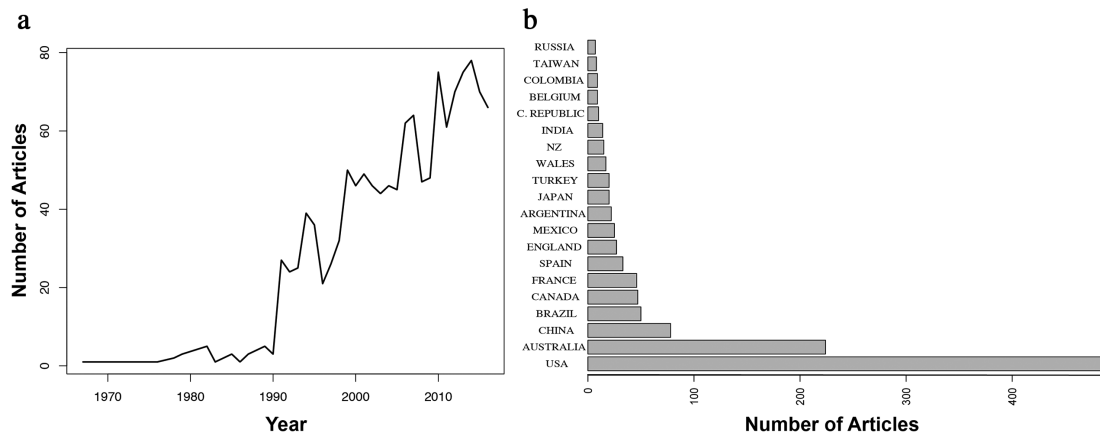 a
80
60
40
20
0
Number of Articles
1970
1980
1990
2000
2010
Year
b
RUSSIA
TAIWAN
COLOMBIA
BELGIUM
C. REPUBLIC
INDIA
NZ
WALES
TURKEY
JAPAN
ARGENTINA
MEXICO
ENGLAND
SPAIN
FRANCE
CANADA
BRAZIL
CHINA
AUSTRALIA
USA
0
100
200
300
400
Number of Articles